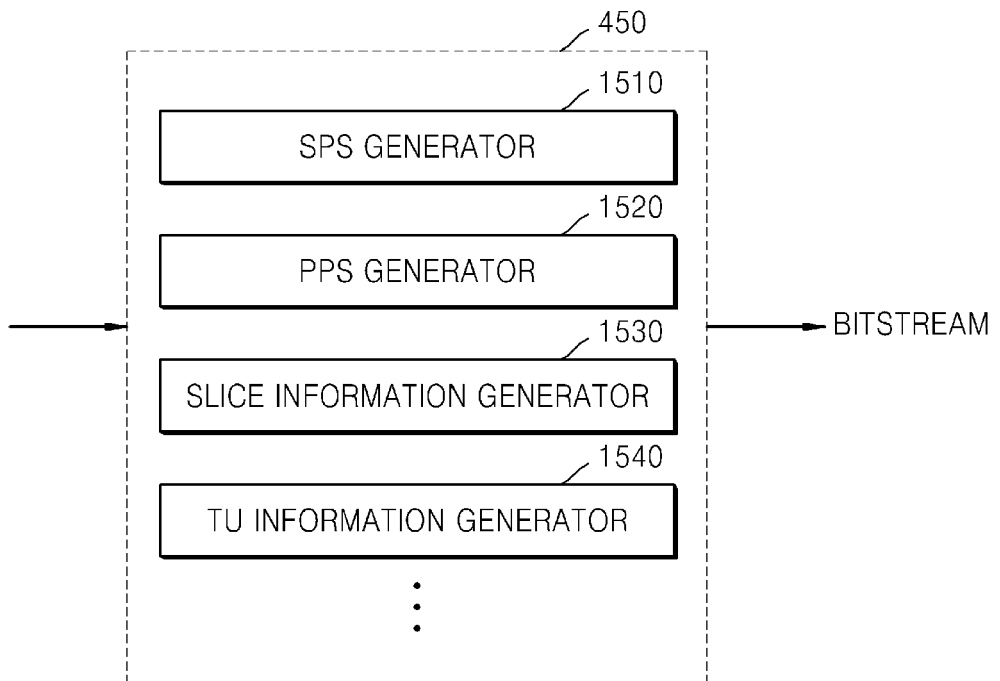 450
1510
SPS GENERATOR
1520
PPS GENERATOR
BITSTREAM
1530
SLICE INFORMATION GENERATOR
1540
TU INFORMATION GENERATOR